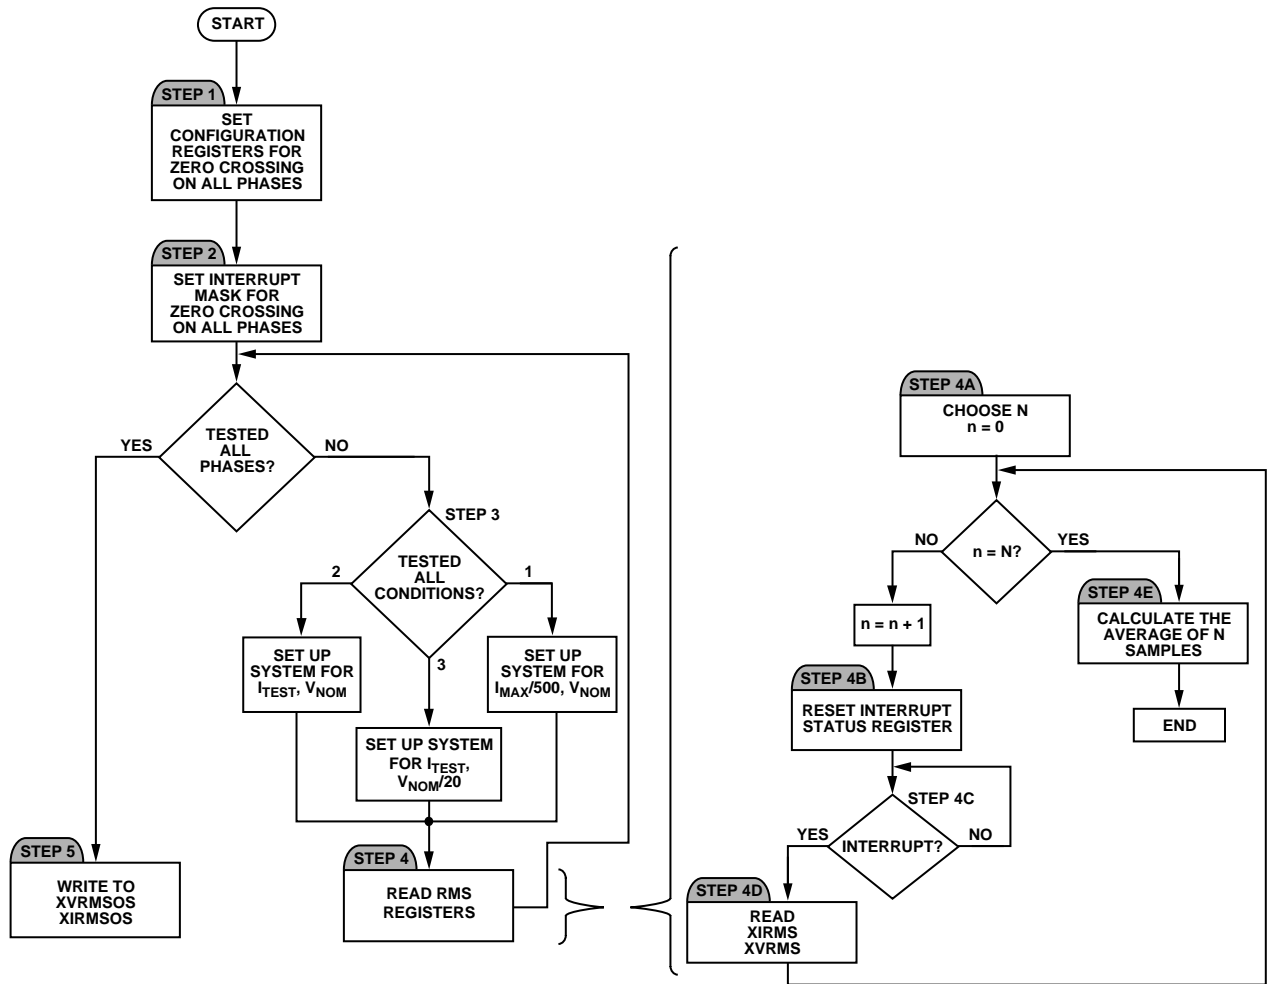 START
STEP 1
SET
CONFIGURATION
REGISTERS FOR
ZERO CROSSING
ON ALL PHASES
STEP 2
SET INTERRUPT
MASK FOR
ZERO CROSSING
ON ALL PHASES
TESTED
ALL
PHASES?
YES
NO
STEP 3
TESTED
ALL
CONDITIONS?
2
1
3
SET UP
SYSTEM FOR
ITEST, VNOM
SET UP
SYSTEM FOR
IMAX/500, VNOM
SET UP SYSTEM
FOR ITEST,
VNOM/20
STEP 5
WRITE TO
XVRMSOS
XIRMSOS
STEP 4
READ RMS
REGISTERS
STEP 4A
CHOOSE N
n = 0
n = N?
NO
YES
n = n + 1
STEP 4E
CALCULATE THE
AVERAGE OF N
SAMPLES
END
STEP 4B
RESET INTERRUPT
STATUS REGISTER
STEP 4C
INTERRUPT?
YES
NO
STEP 4D
READ
XIRMS
XVRMS